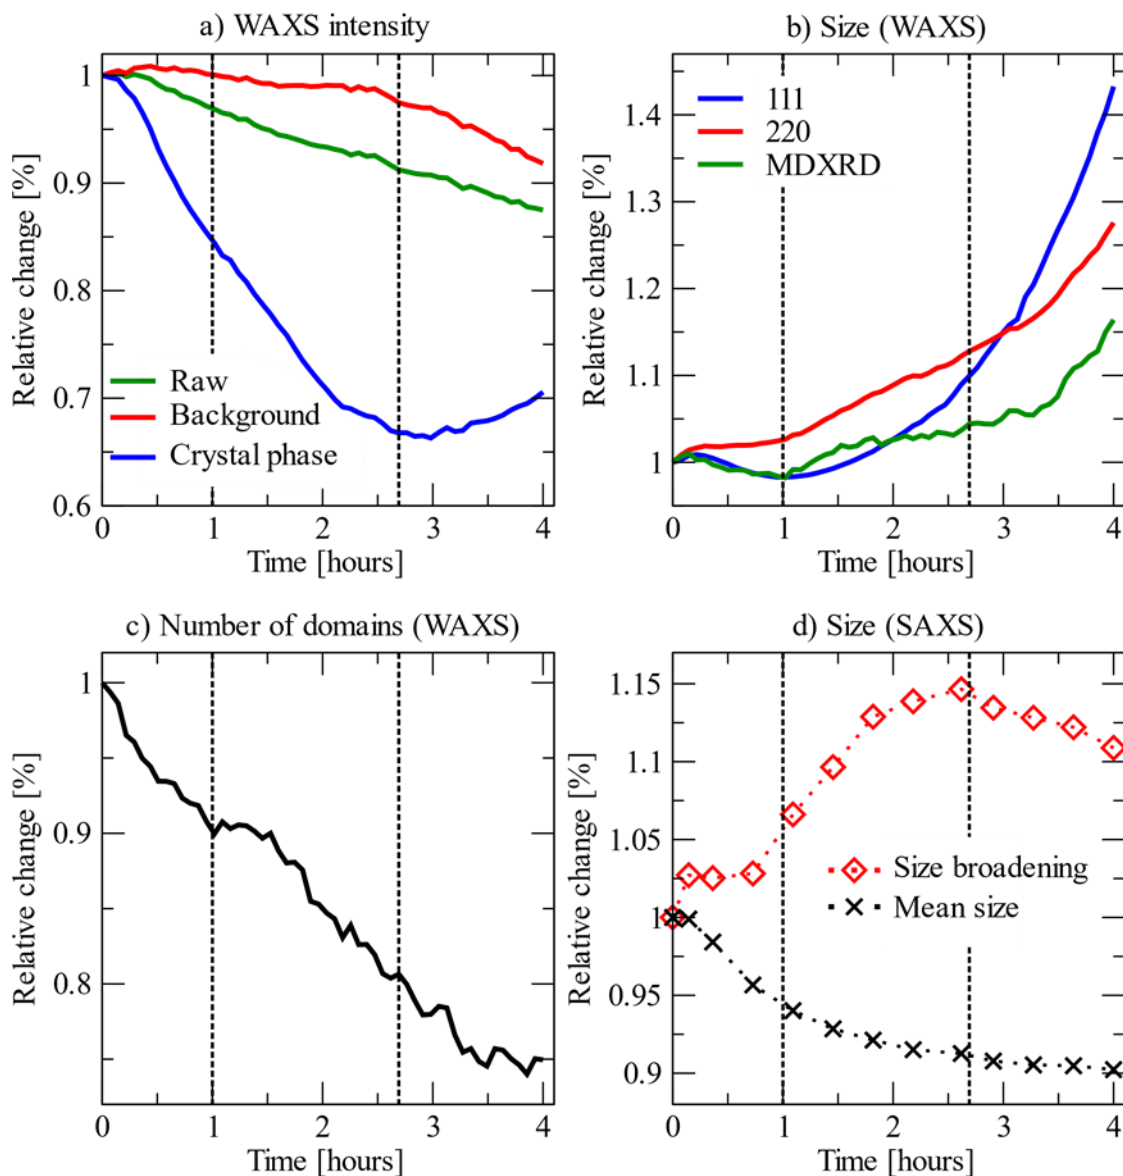 a) WAXS intensity
Relative change [%]
1
0.9
0.8
0.7
0.6
Raw
Background
Crystal phase
0 1 2 3 4
Time [hours]
b) Size (WAXS)
Relative change [%]
1.4
1.3
1.2
1.1
1
111
220
MDXRD
0 1 2 3 4
Time [hours]
c) Number of domains (WAXS)
Relative change [%]
1
0.9
0.8
0 1 2 3 4
Time [hours]
d) Size (SAXS)
Relative change [%]
1.15
1.1
1.05
1
0.95
0.9
Size broadening
Mean size
0 1 2 3 4
Time [hours]